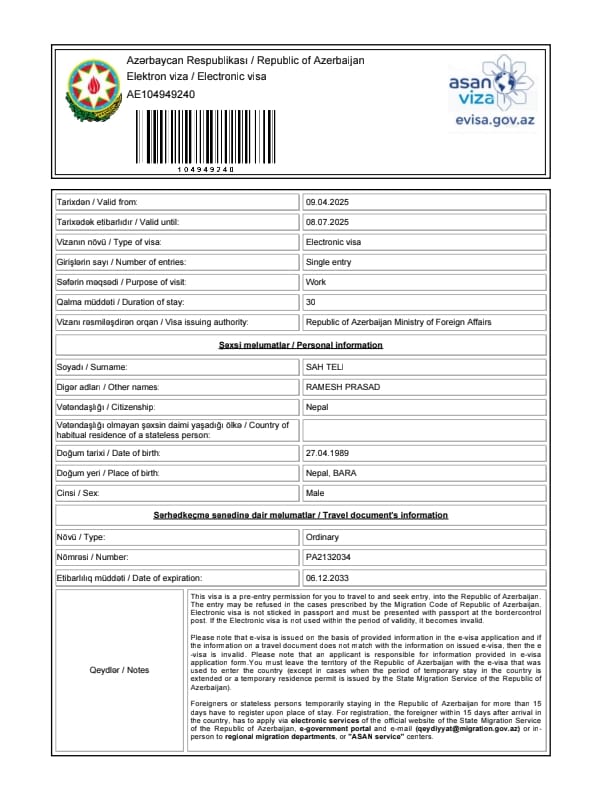 Azərbaycan Respublikası / Republic of Azerbaijan
Elektron viza / Electronic visa
AE104949240
104949240
asan
viza
evisa.gov.az
Tarixdən / Valid from: 09.04.2025
Tarixədək etibarlıdır / Valid until: 08.07.2025
Vizanın növü / Type of visa: Electronic visa
Girişlərin sayı / Number of entries: Single entry
Səfərin məqsədi / Purpose of visit: Work
Qalma müddəti / Duration of stay: 30
Vizanı rəsmiləşdirən orqan / Visa issuing authority: Republic of Azerbaijan Ministry of Foreign Affairs
Şəxsi məlumatlar / Personal information
Soyadı / Surname: SAH TELI
Digər adları / Other names: RAMESH PRASAD
Vətəndaşlığı / Citizenship: Nepal
Vətəndaşlığı olmayan şəxsin daimi yaşadığı ölkə / Country of
habitual residence of a stateless person:
Doğum tarixi / Date of birth: 27.04.1989
Doğum yeri / Place of birth: Nepal, BARA
Cinsi / Sex: Male
Sərhədkeçmə sənədinə dair məlumatlar / Travel document's information
Növü / Type: Ordinary
Nömrəsi / Number: PA2132034
Etibarlılıq müddəti / Date of expiration: 06.12.2033
Qeydlər / Notes
This visa is a pre-entry permission for you to travel to and seek entry, into the Republic of Azerbaijan.
The entry may be refused in the cases prescribed by the Migration Code of Republic of Azerbaijan.
Electronic visa is not sticked in passport and must be presented with passport at the bordercontrol
post. If the Electronic visa is not used within the period of validity, it becomes invalid.
Please note that e-visa is issued on the basis of provided information in the e-visa application and if
the information on a travel document does not match with the information on issued e-visa, then the e
-visa is invalid. Please note that an applicant is responsible for information provided in e-visa
application form.You must leave the territory of the Republic of Azerbaijan with the e-visa that was
used to enter the country (except in cases when the period of temporary stay in the country is
extended or a temporary residence permit is issued by the State Migration Service of the Republic of
Azerbaijan).
Foreigners or stateless persons temporarily staying in the Republic of Azerbaijan for more than 15
days have to register upon place of stay. For registration, the foreigner within 15 days after arrival in
the country, has to apply via electronic services of the official website of the State Migration Service
of the Republic of Azerbaijan, e-government portal and e-mail (qeydiyyat@migration.gov.az) or in-
person to regional migration departments, or "ASAN service" centers.